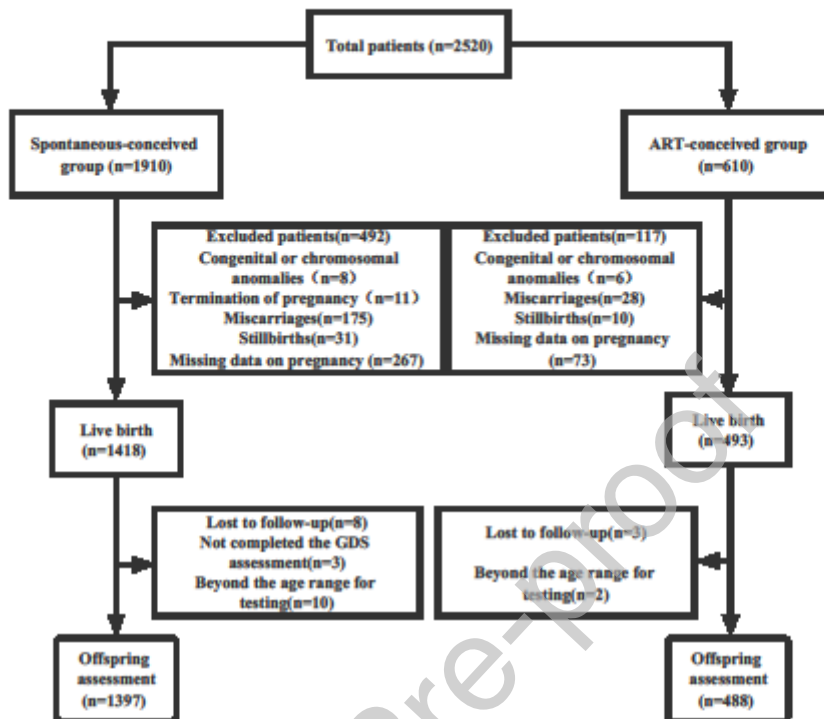 Total patients (n=2520)
Spontaneous-conceived
group (n=1910)
ART-conceived group
(n=610)
Excluded patients(n=492)
Congenital or chromosomal
anomalies（n=8）
Termination of pregnancy（n=11）
Miscarriages(n=175)
Stillbirths(n=31)
Missing data on pregnancy (n=267)
Excluded patients(n=117)
Congenital or chromosomal
anomalies（n=6）
Miscarriages(n=28)
Stillbirths(n=10)
Missing data on pregnancy
(n=73)
Live birth
(n=1418)
Live birth
(n=493)
Lost to follow-up(n=8)
Not completed the GDS
assessment(n=3)
Beyond the age range for
testing(n=10)
Lost to follow-up(n=3)
Beyond the age range for
testing(n=2)
Offspring
assessment
(n=1397)
Offspring
assessment
(n=488)
re-proof